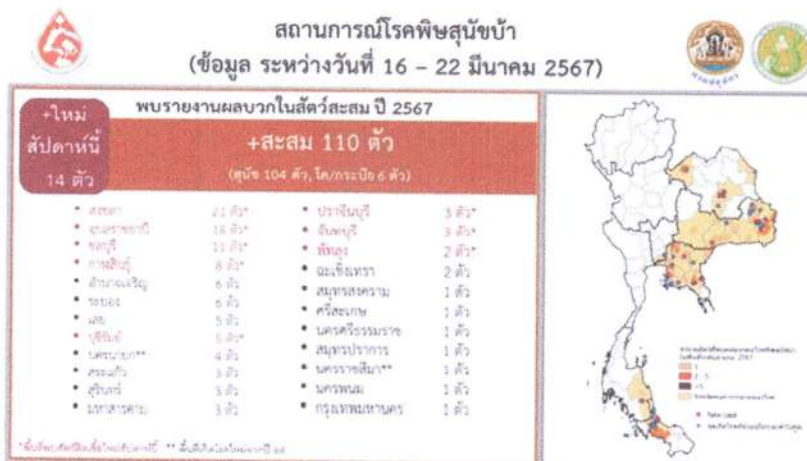 สถานการณ์โรคพิษสุนัขบ้า
(ข้อมูล ระหว่างวันที่ 16 – 22 มีนาคม 2567)
+ใหม่
สัปดาห์นี้
14 ตัว
พบรายงานผลบวกในสัตว์สะสม ปี 2567
+สะสม 110 ตัว
(สุนัข 104 ตัว, โค/กระบือ 6 ตัว)
• สงขลา 21 ตัว*
• อุบลราชธานี 18 ตัว*
• ชลบุรี 11 ตัว*
• กาฬสินธุ์ 8 ตัว*
• อำนาจเจริญ 6 ตัว
• ระยอง 6 ตัว
• เลย 5 ตัว
• บุรีรัมย์ 5 ตัว*
• นครนายก** 4 ตัว
• สระแก้ว 3 ตัว
• สุรินทร์ 3 ตัว
• มหาสารคาม 3 ตัว
• ปราจีนบุรี 3 ตัว*
• จันทบุรี 3 ตัว*
• พัทลุง 2 ตัว*
• ฉะเชิงเทรา 2 ตัว
• สมุทรสงคราม 1 ตัว
• ศรีสะเกษ 1 ตัว
• นครศรีธรรมราช 1 ตัว
• สมุทรปราการ 1 ตัว
• นครราชสีมา** 1 ตัว
• นครพนม 1 ตัว
• กรุงเทพมหานคร 1 ตัว
กรมปศุสัตว์
1
2 - 5
>5